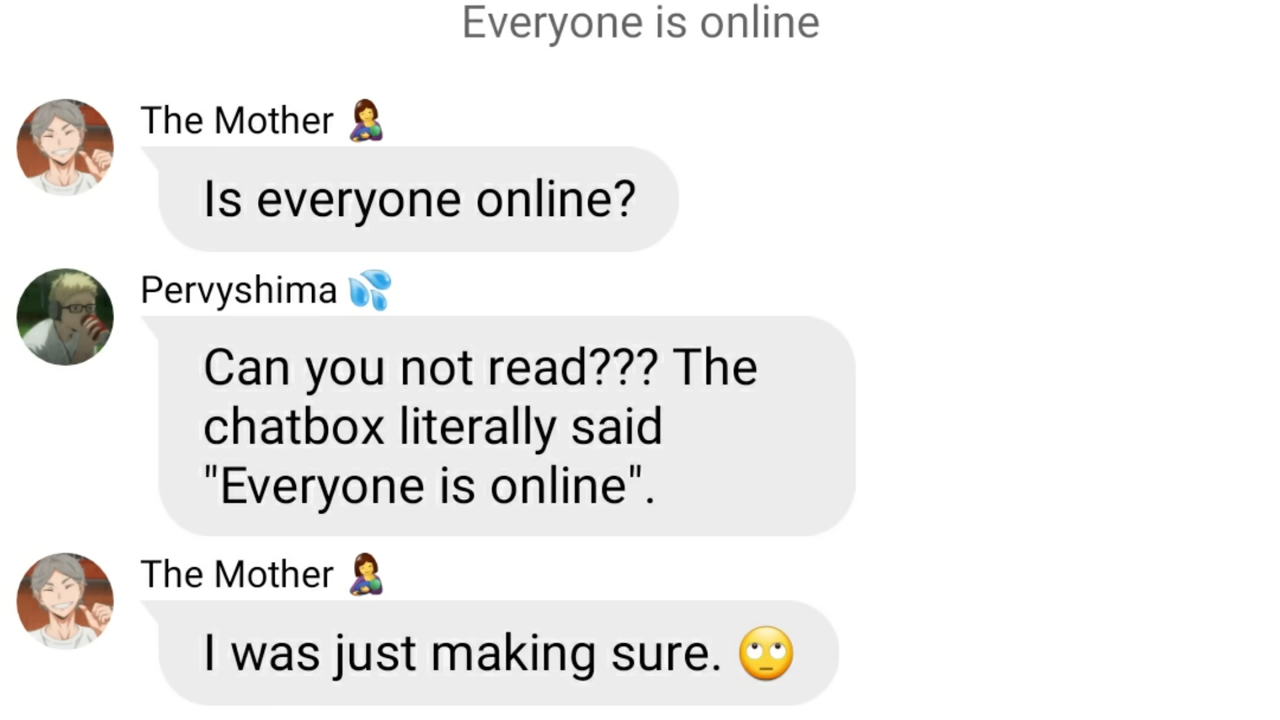 Everyone is online
The Mother 🤱
Is everyone online?
Pervyshima 💦
Can you not read??? The
chatbox literally said
"Everyone is online".
The Mother 🤱
I was just making sure. 🙄